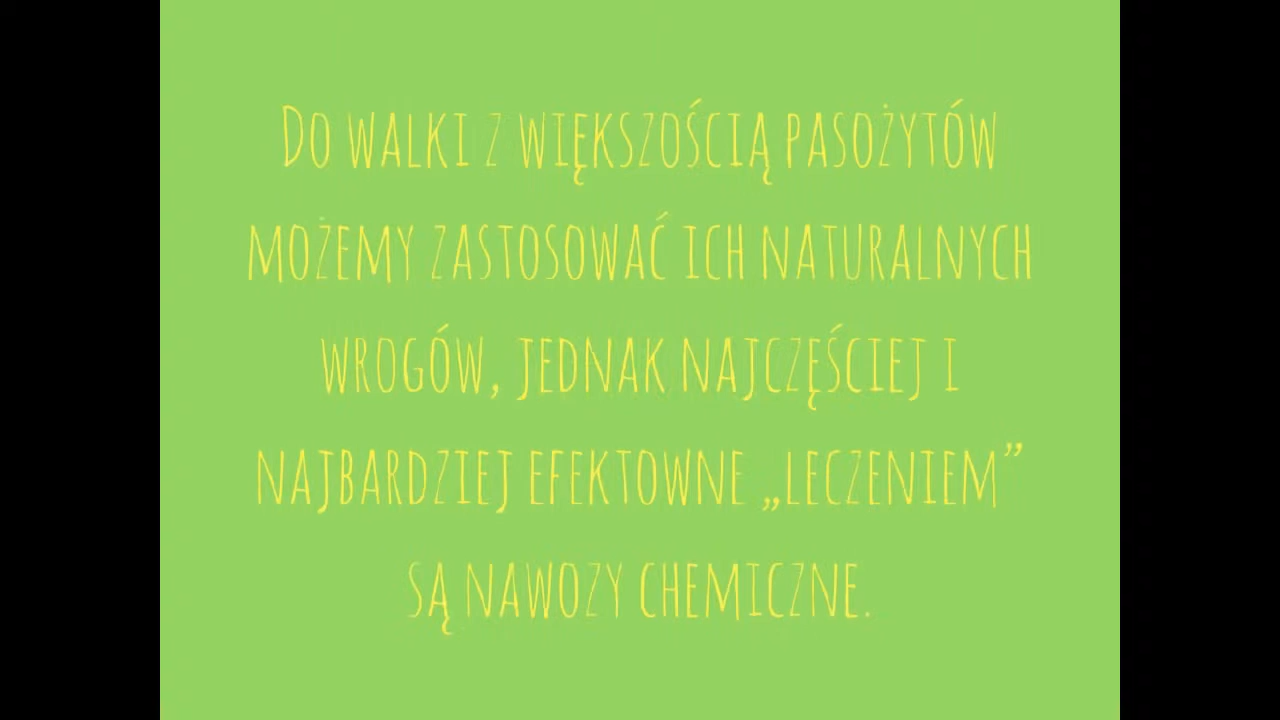 Do walki z większością pasożytów
możemy zastosować ich naturalnych
wrogów, jednak najczęściej i
najbardziej efektowne „leczeniem”
są nawozy chemiczne.